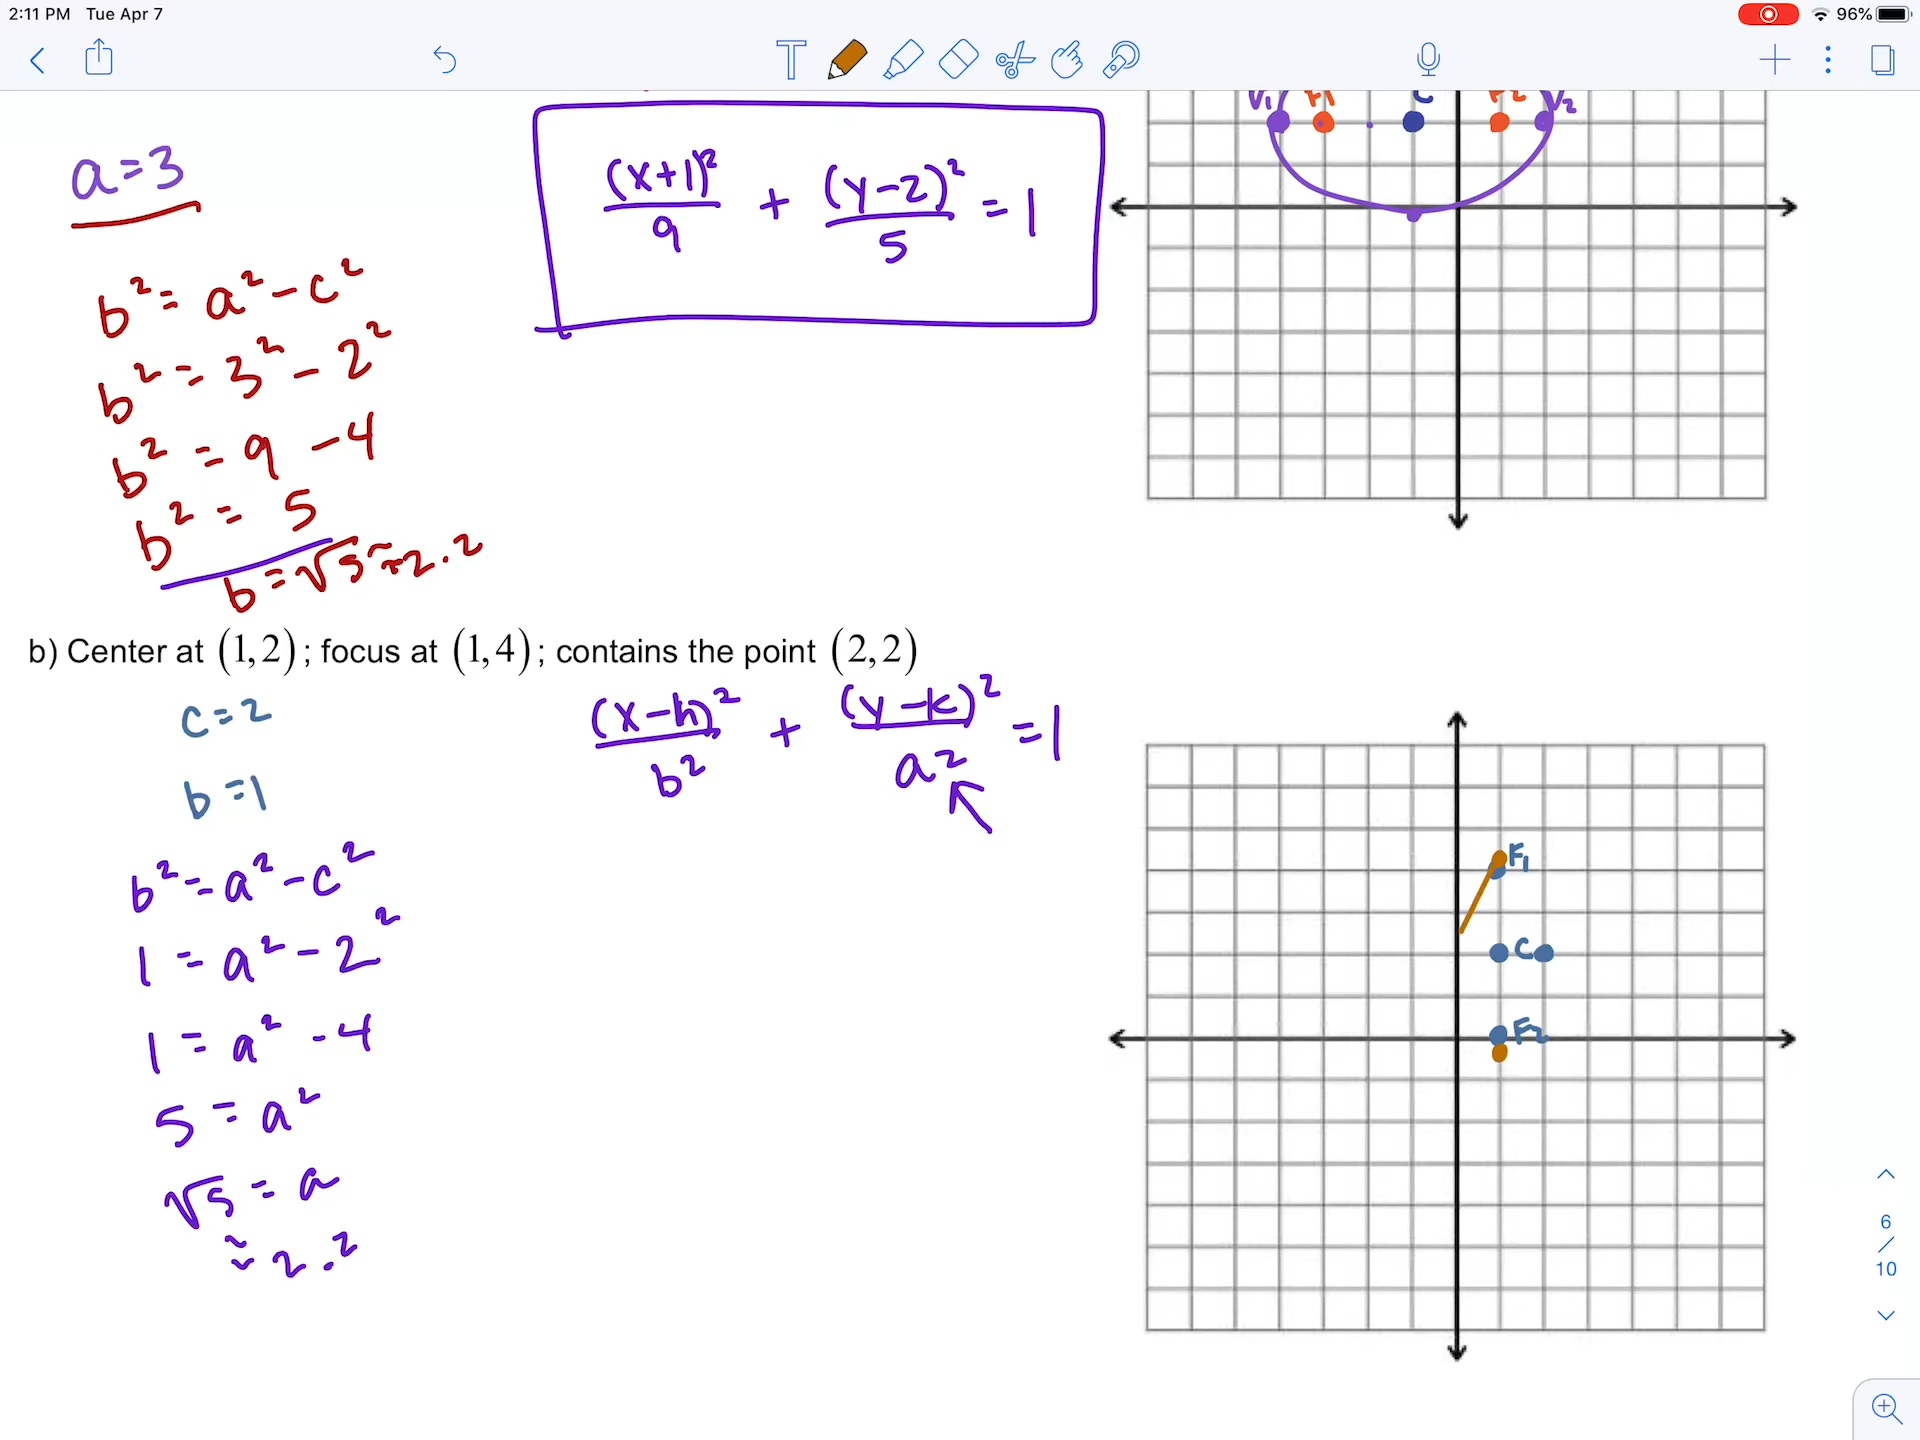 2:11 PM Tue Apr 7 96%
T
V1 F1 C F2 V2
a=3
(x+1)²/9 + (y-2)²/5 = 1
b² = a² - c²
b² = 3² - 2²
b² = 9 - 4
b² = 5
b = √5 ≈ 2.2
b) Center at (1,2); focus at (1,4); contains the point (2,2)
c=2
(x-h)²/b² + (y-k)²/a² = 1
b=1
b² = a² - c²
1 = a² - 2²
1 = a² - 4
5 = a²
√5 = a
≈ 2.2
F1
C
F2
6
/
10